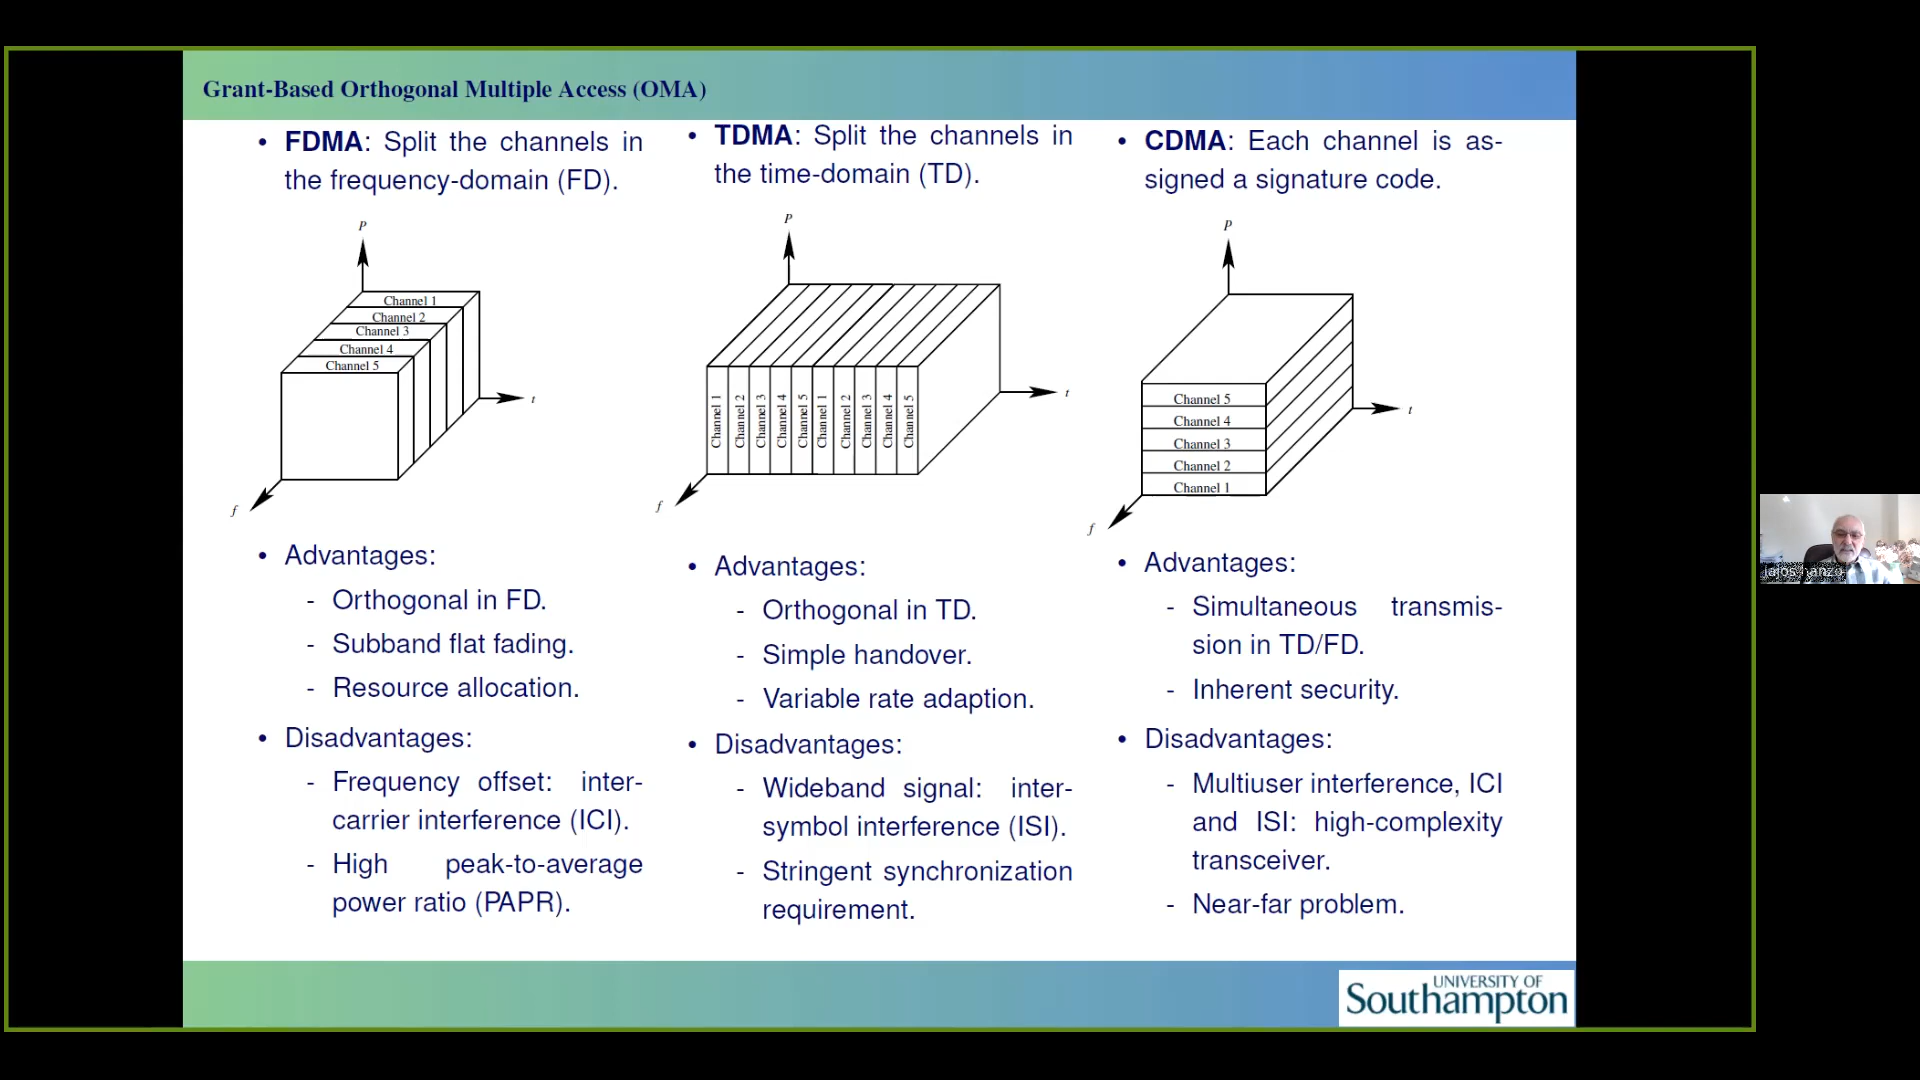 Grant-Based Orthogonal Multiple Access (OMA)
• FDMA: Split the channels in
the frequency-domain (FD).
P
Channel 1
Channel 2
Channel 3
Channel 4
Channel 5
t
f
• Advantages:
- Orthogonal in FD.
- Subband flat fading.
- Resource allocation.
• Disadvantages:
- Frequency offset: inter-
carrier interference (ICI).
- High peak-to-average
power ratio (PAPR).
• TDMA: Split the channels in
the time-domain (TD).
P
Channel 1
Channel 2
Channel 3
Channel 4
Channel 5
Channel 1
Channel 2
Channel 3
Channel 4
Channel 5
t
f
• Advantages:
- Orthogonal in TD.
- Simple handover.
- Variable rate adaption.
• Disadvantages:
- Wideband signal: inter-
symbol interference (ISI).
- Stringent synchronization
requirement.
• CDMA: Each channel is as-
signed a signature code.
P
Channel 5
Channel 4
Channel 3
Channel 2
Channel 1
t
f
• Advantages:
- Simultaneous transmis-
sion in TD/FD.
- Inherent security.
• Disadvantages:
- Multiuser interference, ICI
and ISI: high-complexity
transceiver.
- Near-far problem.
UNIVERSITY OF
Southampton
lajos hanzo